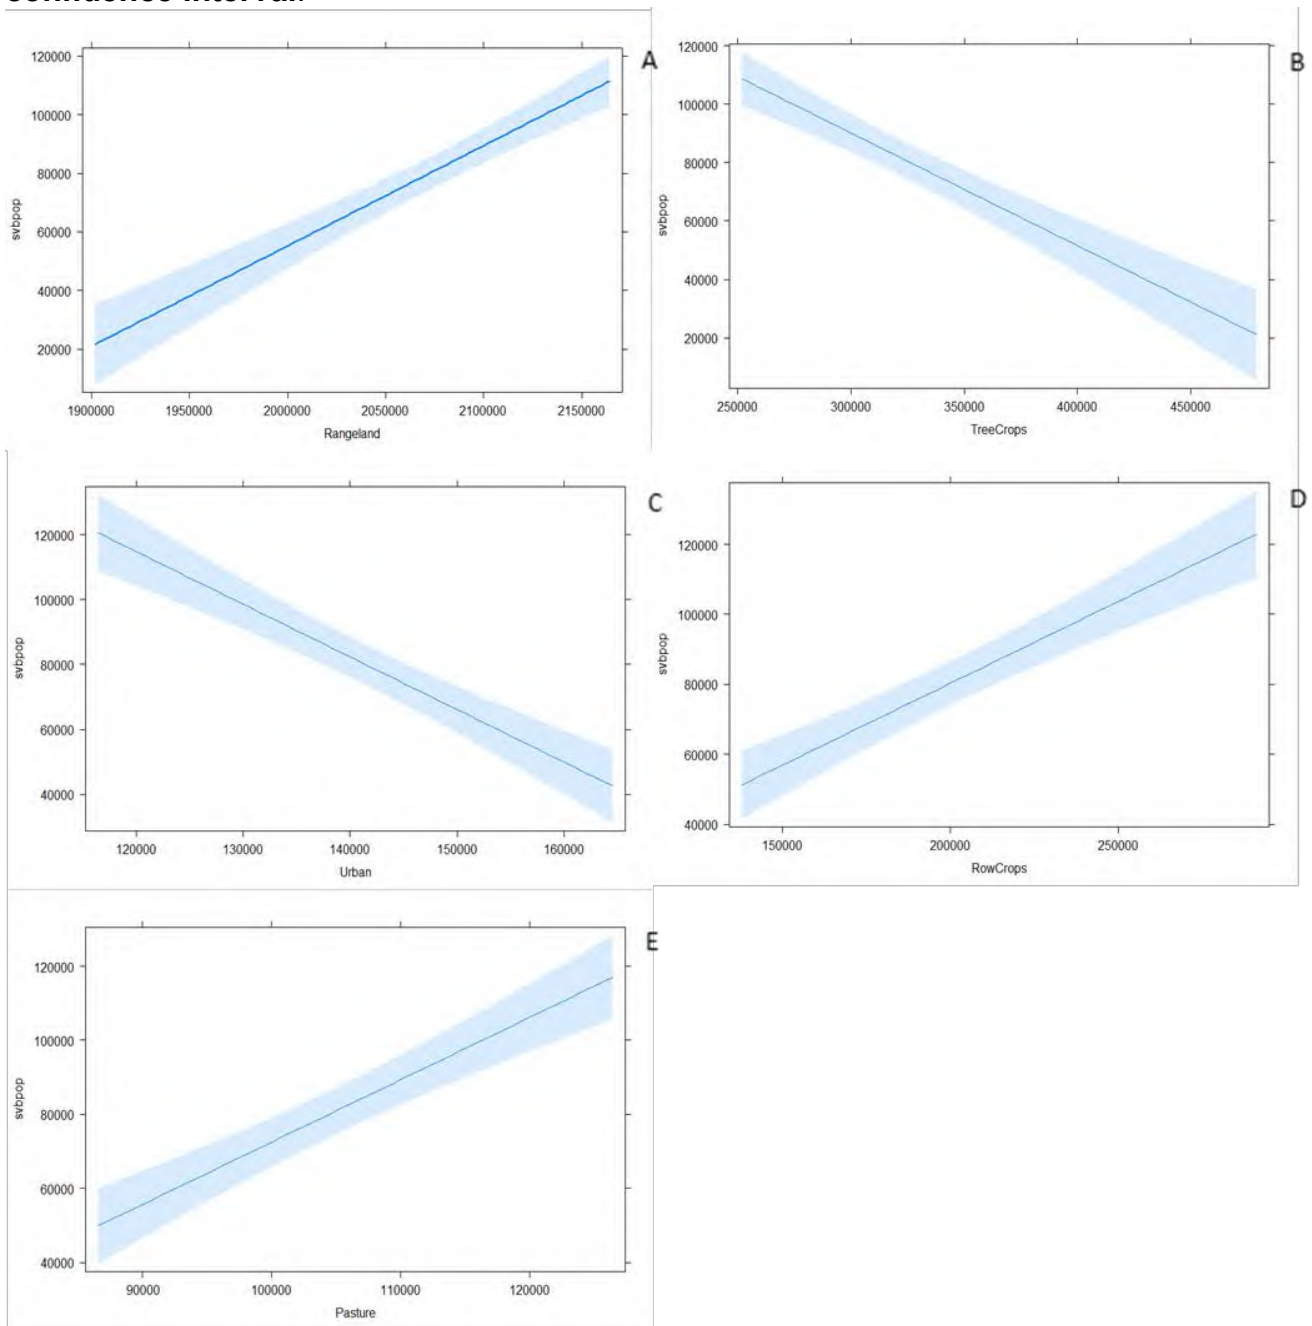 confidence interval.
A
120000
100000
80000
60000
40000
20000
svbpop
1900000 1950000 2000000 2050000 2100000 2150000
Rangeland
B
120000
100000
80000
60000
40000
20000
svbpop
250000 300000 350000 400000 450000
TreeCrops
C
120000
100000
80000
60000
40000
svbpop
120000 130000 140000 150000 160000
Urban
D
120000
100000
80000
60000
40000
svbpop
150000 200000 250000
RowCrops
E
120000
100000
80000
60000
40000
svbpop
90000 100000 110000 120000
Pasture